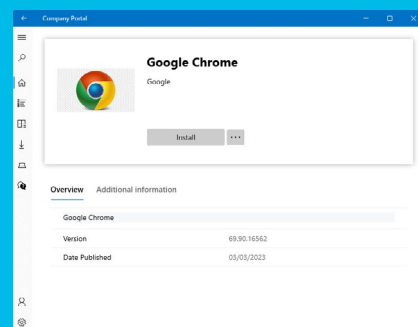 Company Portal
Google Chrome
Google
Install
Overview Additional information
Google Chrome
Version 69.90.16562
Date Published 03/03/2023